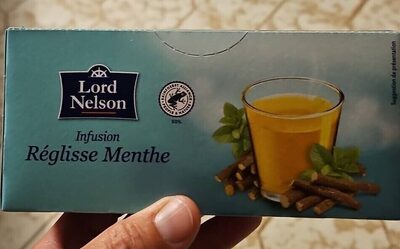 Lord
Nelson
Infusion
Réglisse Menthe
Suggestion de présentation